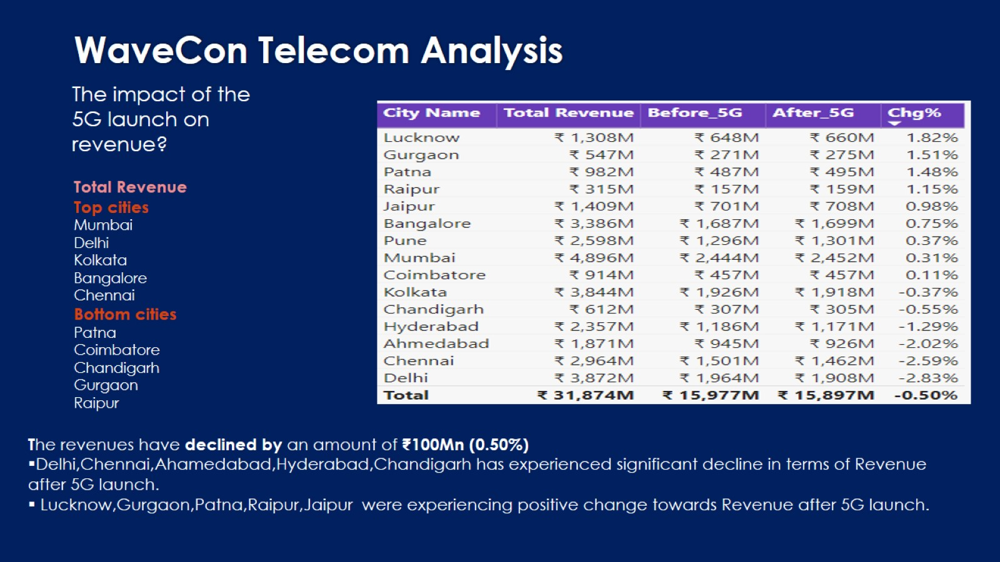 WaveCon Telecom Analysis
The impact of the
5G launch on
revenue?
Total Revenue
Top cities
Mumbai
Delhi
Kolkata
Bangalore
Chennai
Bottom cities
Patna
Coimbatore
Chandigarh
Gurgaon
Raipur
City Name Total Revenue Before_5G After_5G Chg%
Lucknow ₹ 1,308M ₹ 648M ₹ 660M 1.82%
Gurgaon ₹ 547M ₹ 271M ₹ 275M 1.51%
Patna ₹ 982M ₹ 487M ₹ 495M 1.48%
Raipur ₹ 315M ₹ 157M ₹ 159M 1.15%
Jaipur ₹ 1,409M ₹ 701M ₹ 708M 0.98%
Bangalore ₹ 3,386M ₹ 1,687M ₹ 1,699M 0.75%
Pune ₹ 2,598M ₹ 1,296M ₹ 1,301M 0.37%
Mumbai ₹ 4,896M ₹ 2,444M ₹ 2,452M 0.31%
Coimbatore ₹ 914M ₹ 457M ₹ 457M 0.11%
Kolkata ₹ 3,844M ₹ 1,926M ₹ 1,918M -0.37%
Chandigarh ₹ 612M ₹ 307M ₹ 305M -0.55%
Hyderabad ₹ 2,357M ₹ 1,186M ₹ 1,171M -1.29%
Ahmedabad ₹ 1,871M ₹ 945M ₹ 926M -2.02%
Chennai ₹ 2,964M ₹ 1,501M ₹ 1,462M -2.59%
Delhi ₹ 3,872M ₹ 1,964M ₹ 1,908M -2.83%
Total ₹ 31,874M ₹ 15,977M ₹ 15,897M -0.50%
The revenues have declined by an amount of ₹100Mn (0.50%)
▪Delhi,Chennai,Ahamedabad,Hyderabad,Chandigarh has experienced significant decline in terms of Revenue
after 5G launch.
▪ Lucknow,Gurgaon,Patna,Raipur,Jaipur were experiencing positive change towards Revenue after 5G launch.